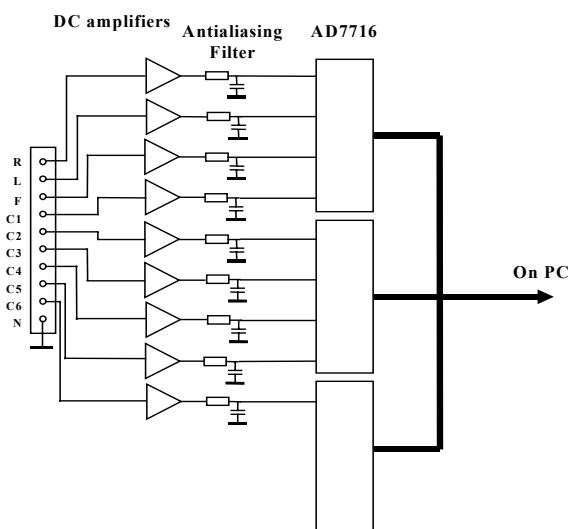 DC amplifiers
Antialiasing
Filter
AD7716
R
L
F
C1
C2
C3
C4
C5
C6
N
On PC